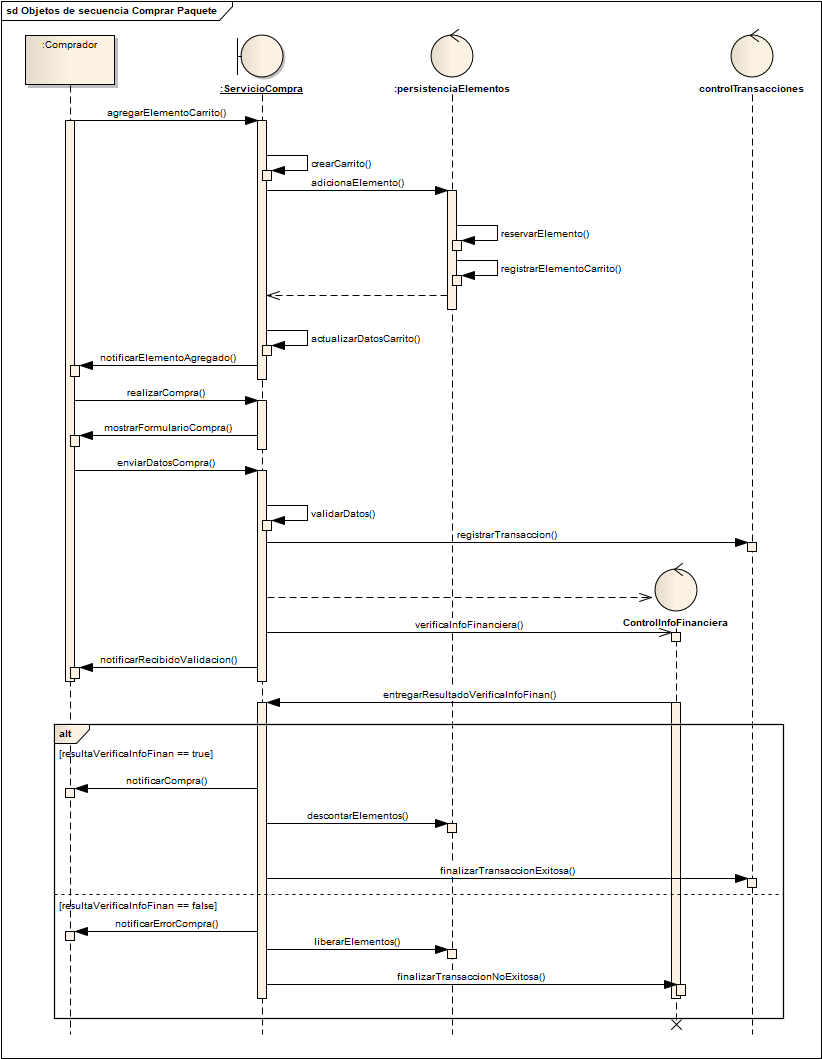 sd Objetos de secuencia Comprar Paquete
:Comprador
:ServicioCompra
:persistenciaElementos
controlTransacciones
agregarElementoCarrito()
crearCarrito()
adicionaElemento()
reservarElemento()
registrarElementoCarrito()
actualizarDatosCarrito()
notificarElementoAgregado()
realizarCompra()
mostrarFormularioCompra()
enviarDatosCompra()
validarDatos()
registrarTransaccion()
ControlInfoFinanciera
verificaInfoFinanciera()
notificarRecibidoValidacion()
entregarResultadoVerificaInfoFinan()
alt
[resultaVerificaInfoFinan == true]
notificarCompra()
descontarElementos()
finalizarTransaccionExitosa()
[resultaVerificaInfoFinan == false]
notificarErrorCompra()
liberarElementos()
finalizarTransaccionNoExitosa()